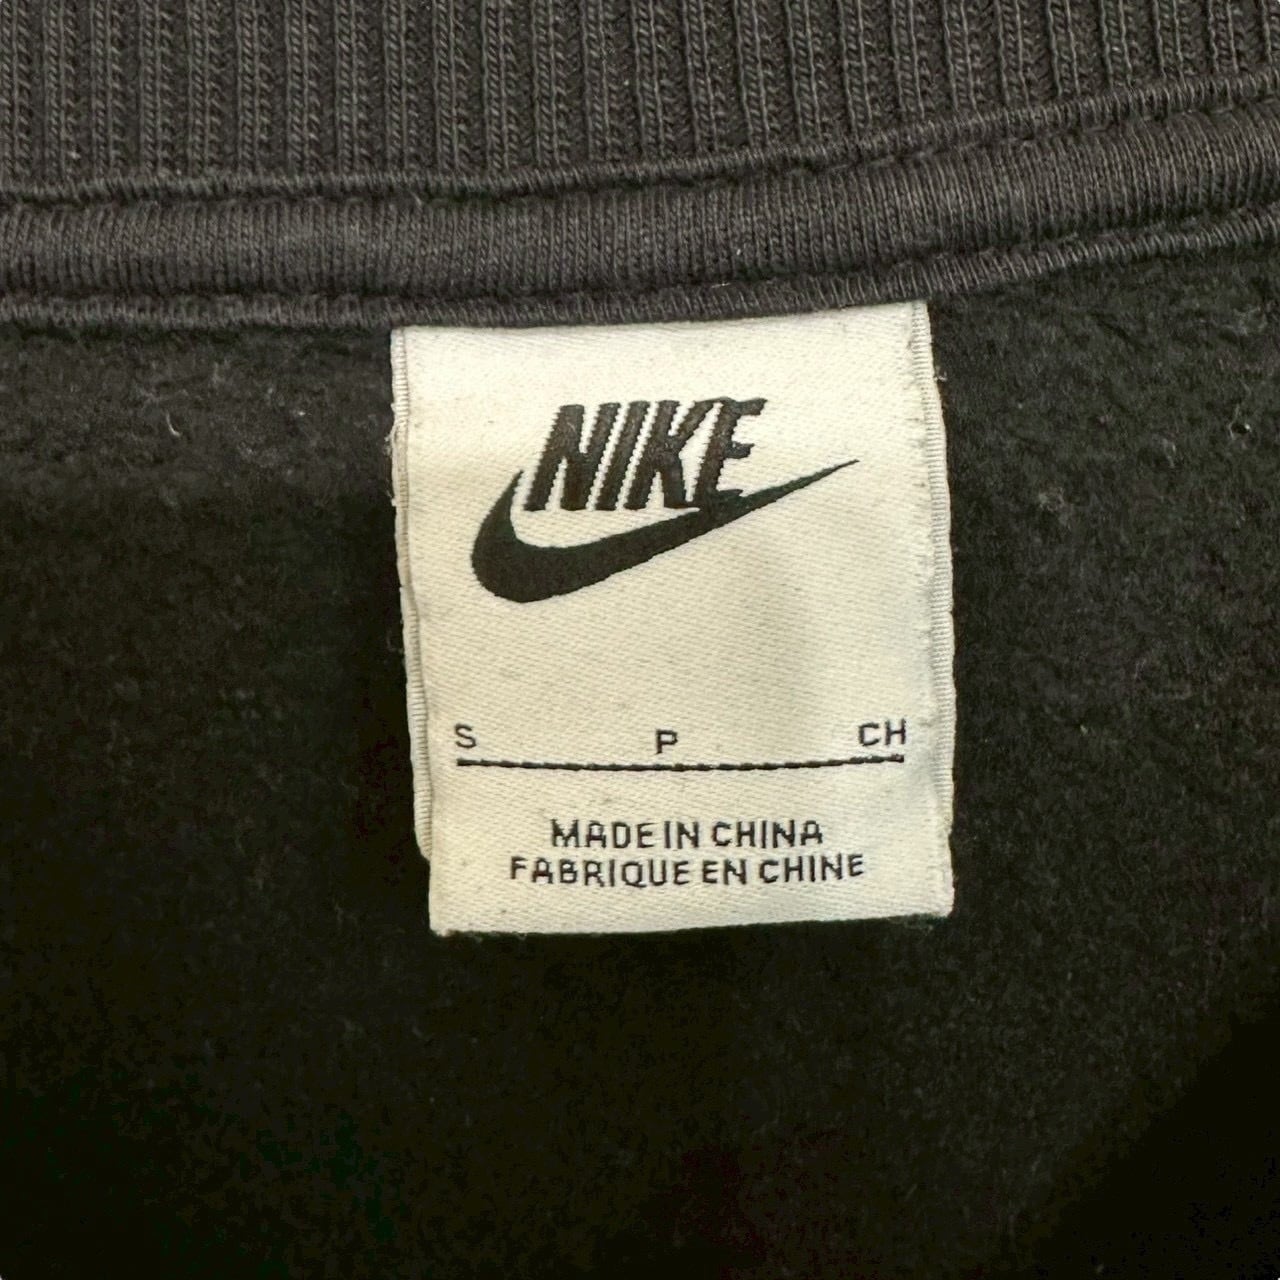 NIKE
S P CH
MADE IN CHINA
FABRIQUE EN CHINE